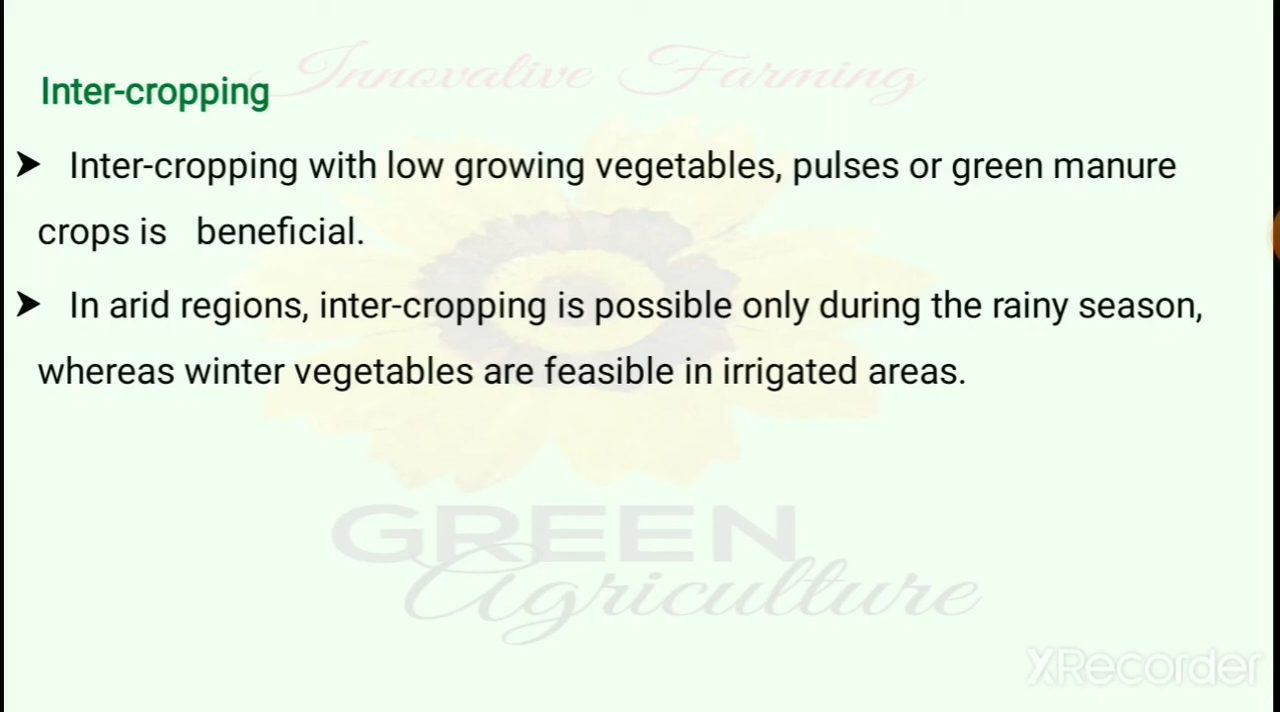 Innovative Farming
Inter-cropping
➤ Inter-cropping with low growing vegetables, pulses or green manure
crops is beneficial.
➤ In arid regions, inter-cropping is possible only during the rainy season,
whereas winter vegetables are feasible in irrigated areas.
GREEN
Agriculture
XRecorder